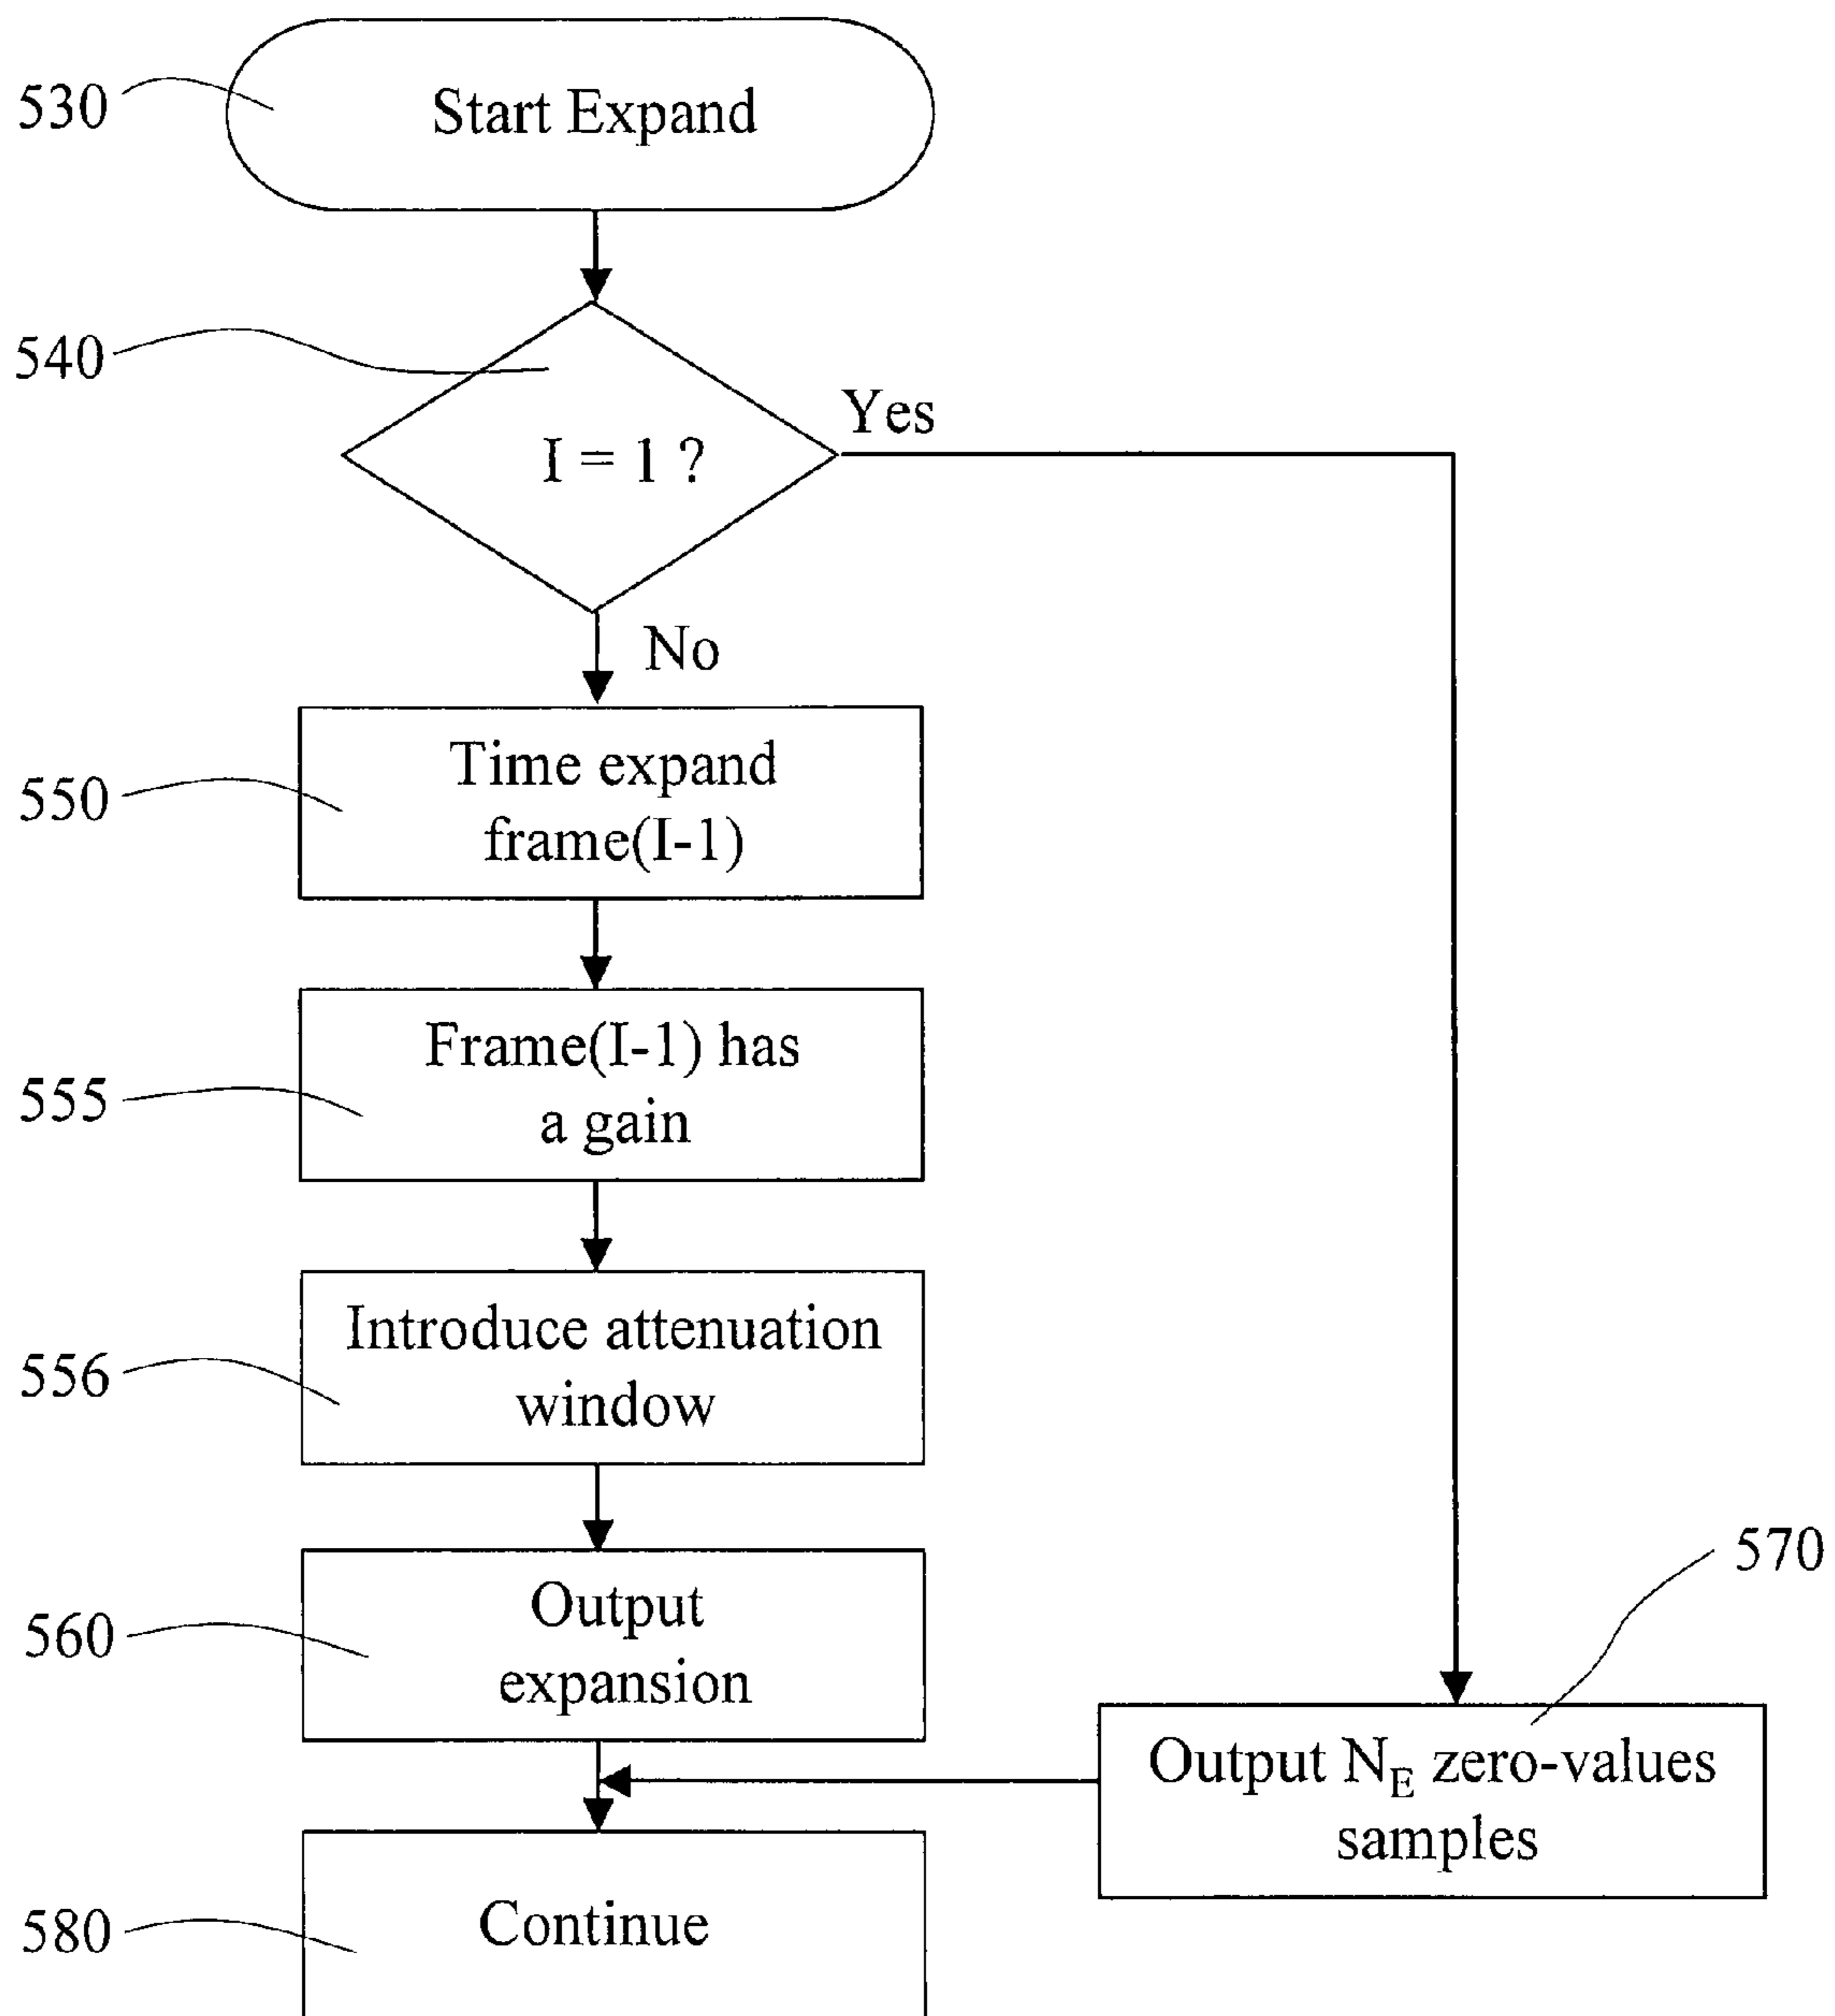 530
Start Expand
540
I = 1 ?
Yes
No
550
Time expand
frame(I-1)
555
Frame(I-1) has
a gain
556
Introduce attenuation
window
560
Output
expansion
570
Output N_E zero-values
samples
580
Continue